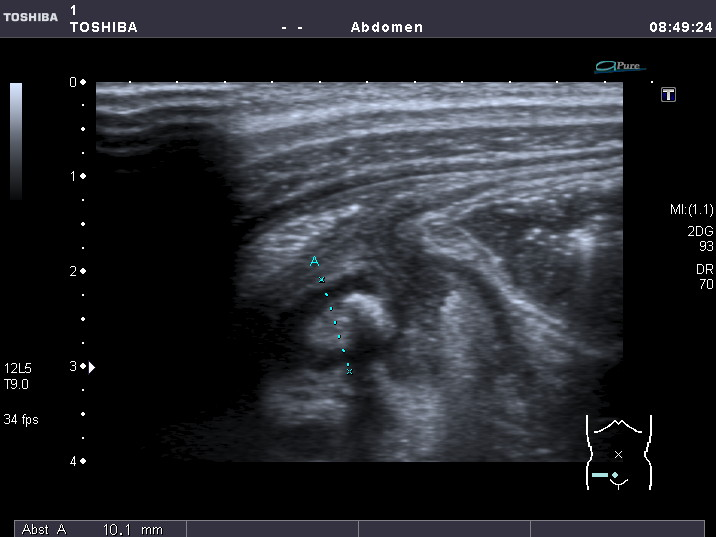 TOSHIBA
1
TOSHIBA - - Abdomen 08:49:24
aPure
T
0
1
2
3
4
A
MI:(1.1)
2DG
93
DR
70
12L5
T9.0
34 fps
Abst A 10.1 mm